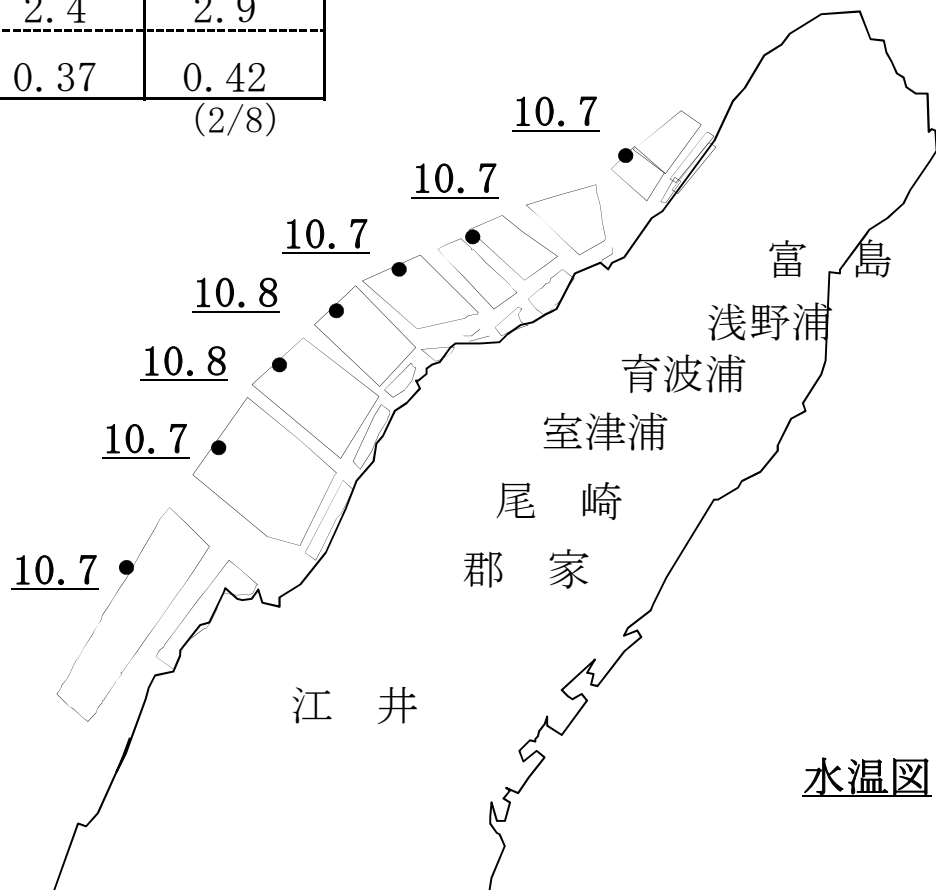 2.4 2.9
0.37 0.42
(2/8)
10.7
10.7
10.7
10.8
10.8
10.7
10.7
富 島
浅野浦
育波浦
室津浦
尾 崎
郡 家
江 井
水温図